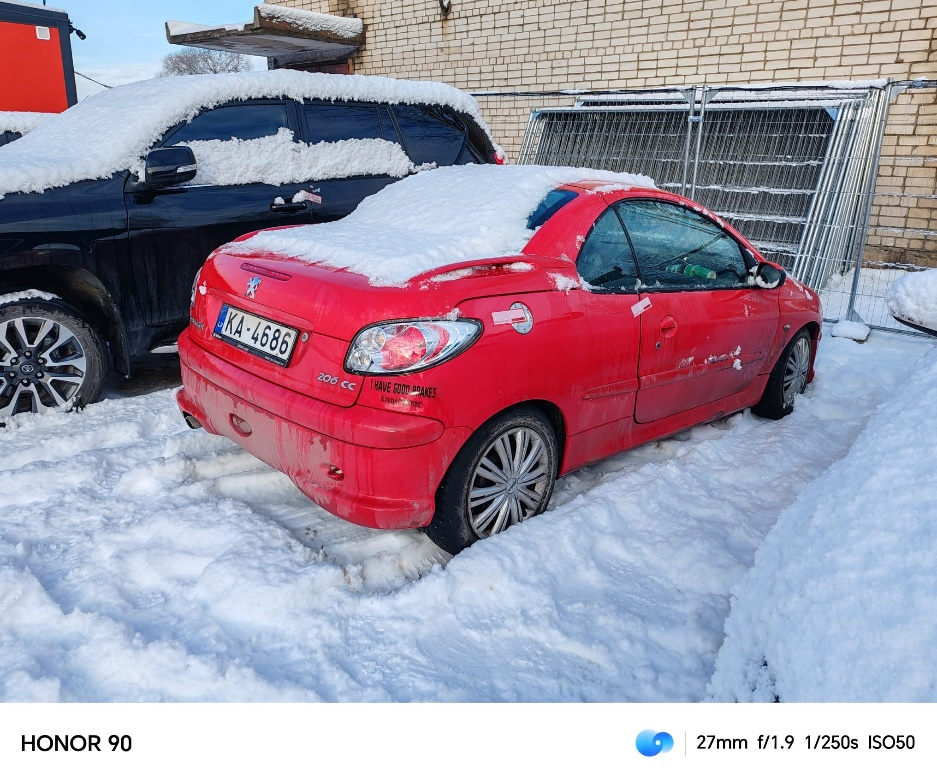 KA-4686
206 CC
I HAVE GOOD BRAKES
HONOR 90
27mm f/1.9 1/250s ISO50